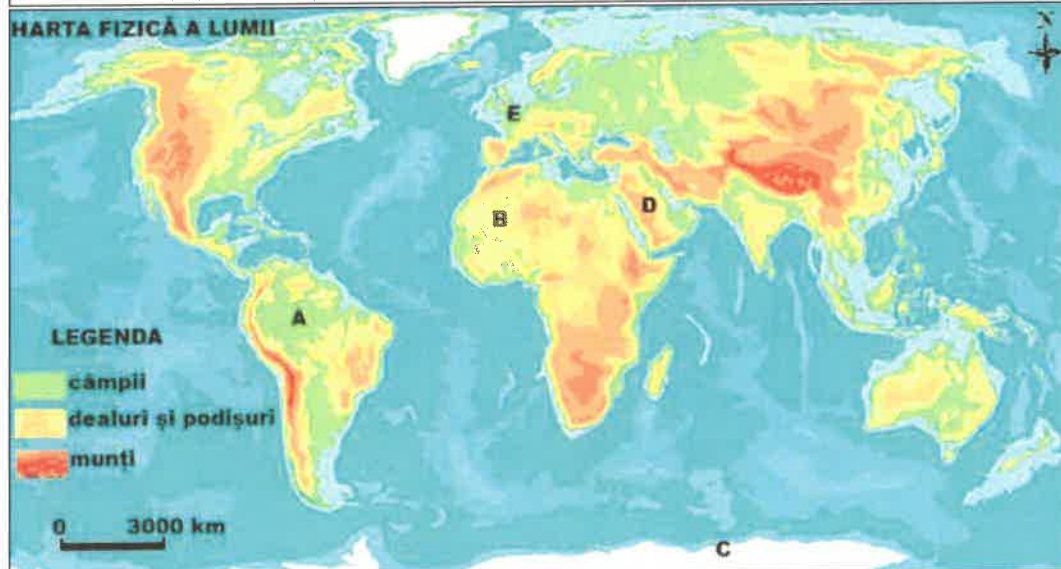 HARTA FIZICĂ A LUMII
N
E
B
D
A
LEGENDA
câmpii
dealuri și podișuri
munți
0 3000 km
C